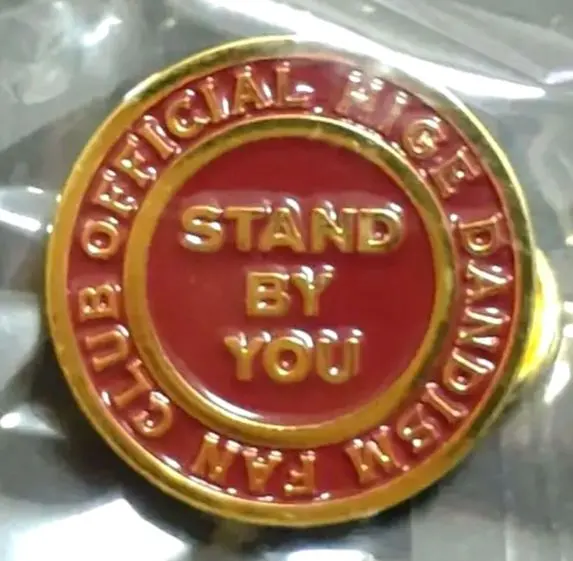 OFFICIAL HIGE DANDISM FAN CLUB
STAND
BY
YOU